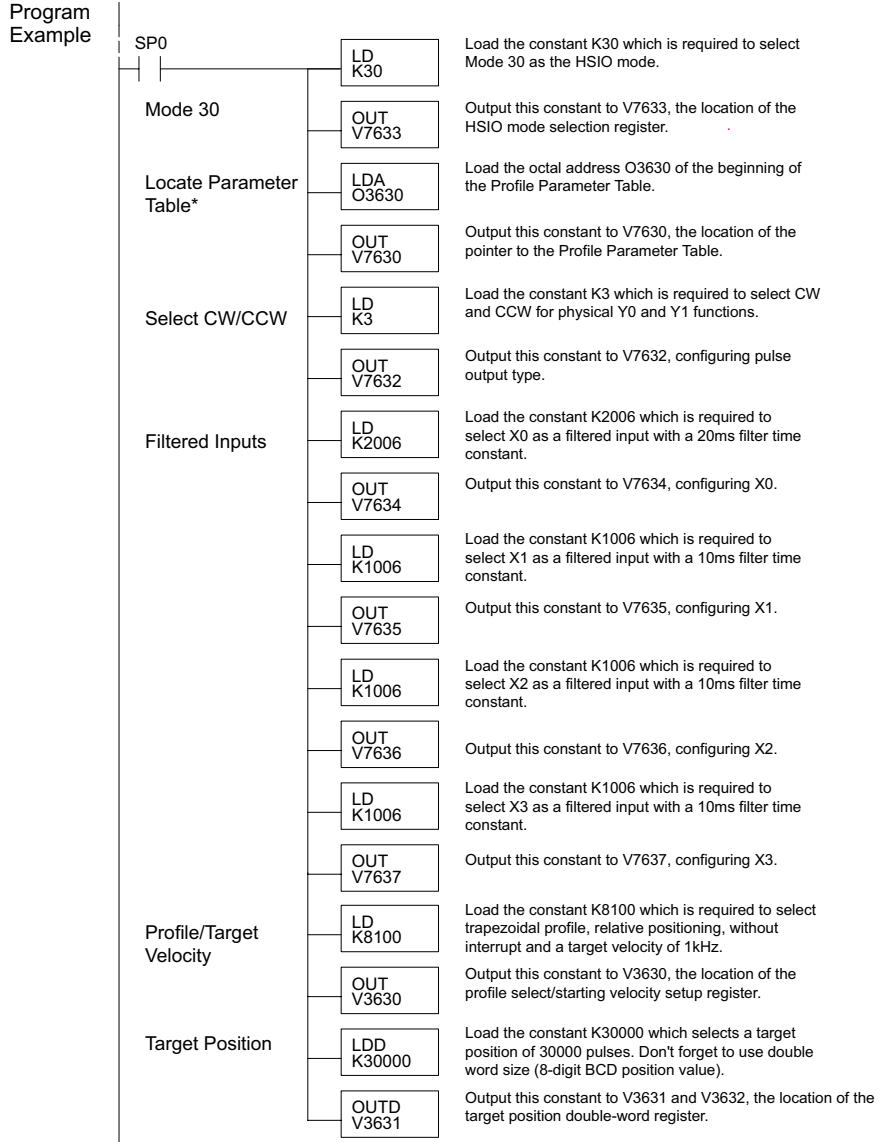 Program
Example
SP0
LD
K30
Load the constant K30 which is required to select
Mode 30 as the HSIO mode.
Mode 30
OUT
V7633
Output this constant to V7633, the location of the
HSIO mode selection register.
Locate Parameter
Table*
LDA
O3630
Load the octal address O3630 of the beginning of
the Profile Parameter Table.
OUT
V7630
Output this constant to V7630, the location of the
pointer to the Profile Parameter Table.
Select CW/CCW
LD
K3
Load the constant K3 which is required to select CW
and CCW for physical Y0 and Y1 functions.
OUT
V7632
Output this constant to V7632, configuring pulse
output type.
Filtered Inputs
LD
K2006
Load the constant K2006 which is required to
select X0 as a filtered input with a 20ms filter time
constant.
OUT
V7634
Output this constant to V7634, configuring X0.
LD
K1006
Load the constant K1006 which is required to
select X1 as a filtered input with a 10ms filter time
constant.
OUT
V7635
Output this constant to V7635, configuring X1.
LD
K1006
Load the constant K1006 which is required to
select X2 as a filtered input with a 10ms filter time
constant.
OUT
V7636
Output this constant to V7636, configuring X2.
LD
K1006
Load the constant K1006 which is required to
select X3 as a filtered input with a 10ms filter time
constant.
OUT
V7637
Output this constant to V7637, configuring X3.
Profile/Target
Velocity
LD
K8100
Load the constant K8100 which is required to select
trapezoidal profile, relative positioning, without
interrupt and a target velocity of 1kHz.
OUT
V3630
Output this constant to V3630, the location of the
profile select/starting velocity setup register.
Target Position
LDD
K30000
Load the constant K30000 which selects a target
position of 30000 pulses. Don't forget to use double
word size (8-digit BCD position value).
OUTD
V3631
Output this constant to V3631 and V3632, the location of the
target position double-word register.